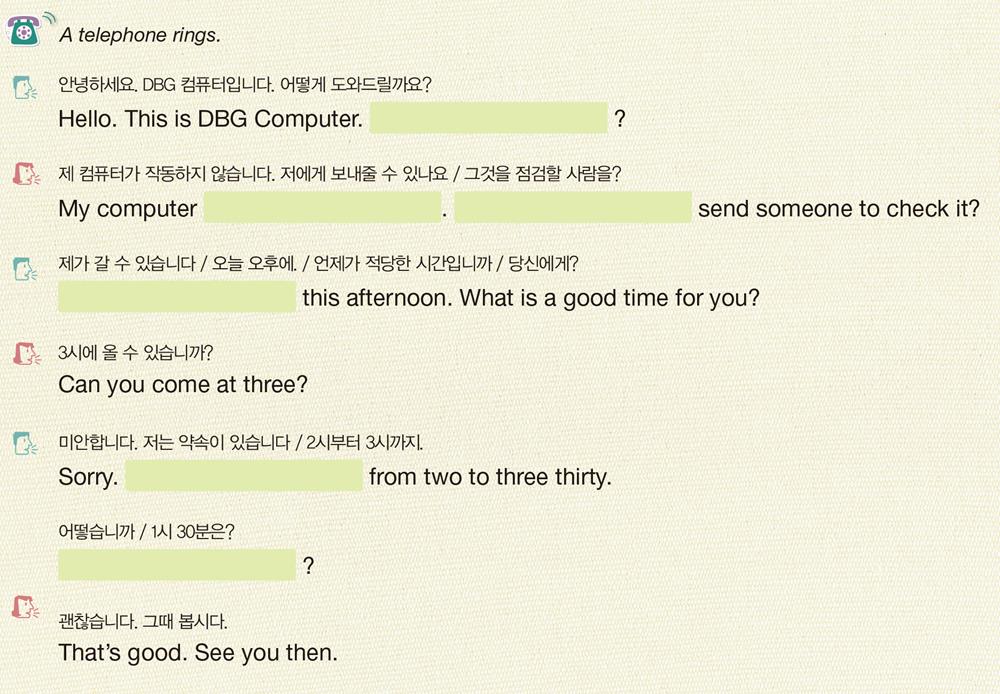 A telephone rings.
안녕하세요. DBG 컴퓨터입니다. 어떻게 도와드릴까요?
Hello. This is DBG Computer. ?
제 컴퓨터가 작동하지 않습니다. 저에게 보내줄 수 있나요 / 그것을 점검할 사람을?
My computer . send someone to check it?
제가 갈 수 있습니다 / 오늘 오후에. / 언제가 적당한 시간입니까 / 당신에게?
this afternoon. What is a good time for you?
3시에 올 수 있습니까?
Can you come at three?
미안합니다. 저는 약속이 있습니다 / 2시부터 3시까지.
Sorry. from two to three thirty.
어떻습니까 / 1시 30분은?
?
괜찮습니다. 그때 봅시다.
That's good. See you then.